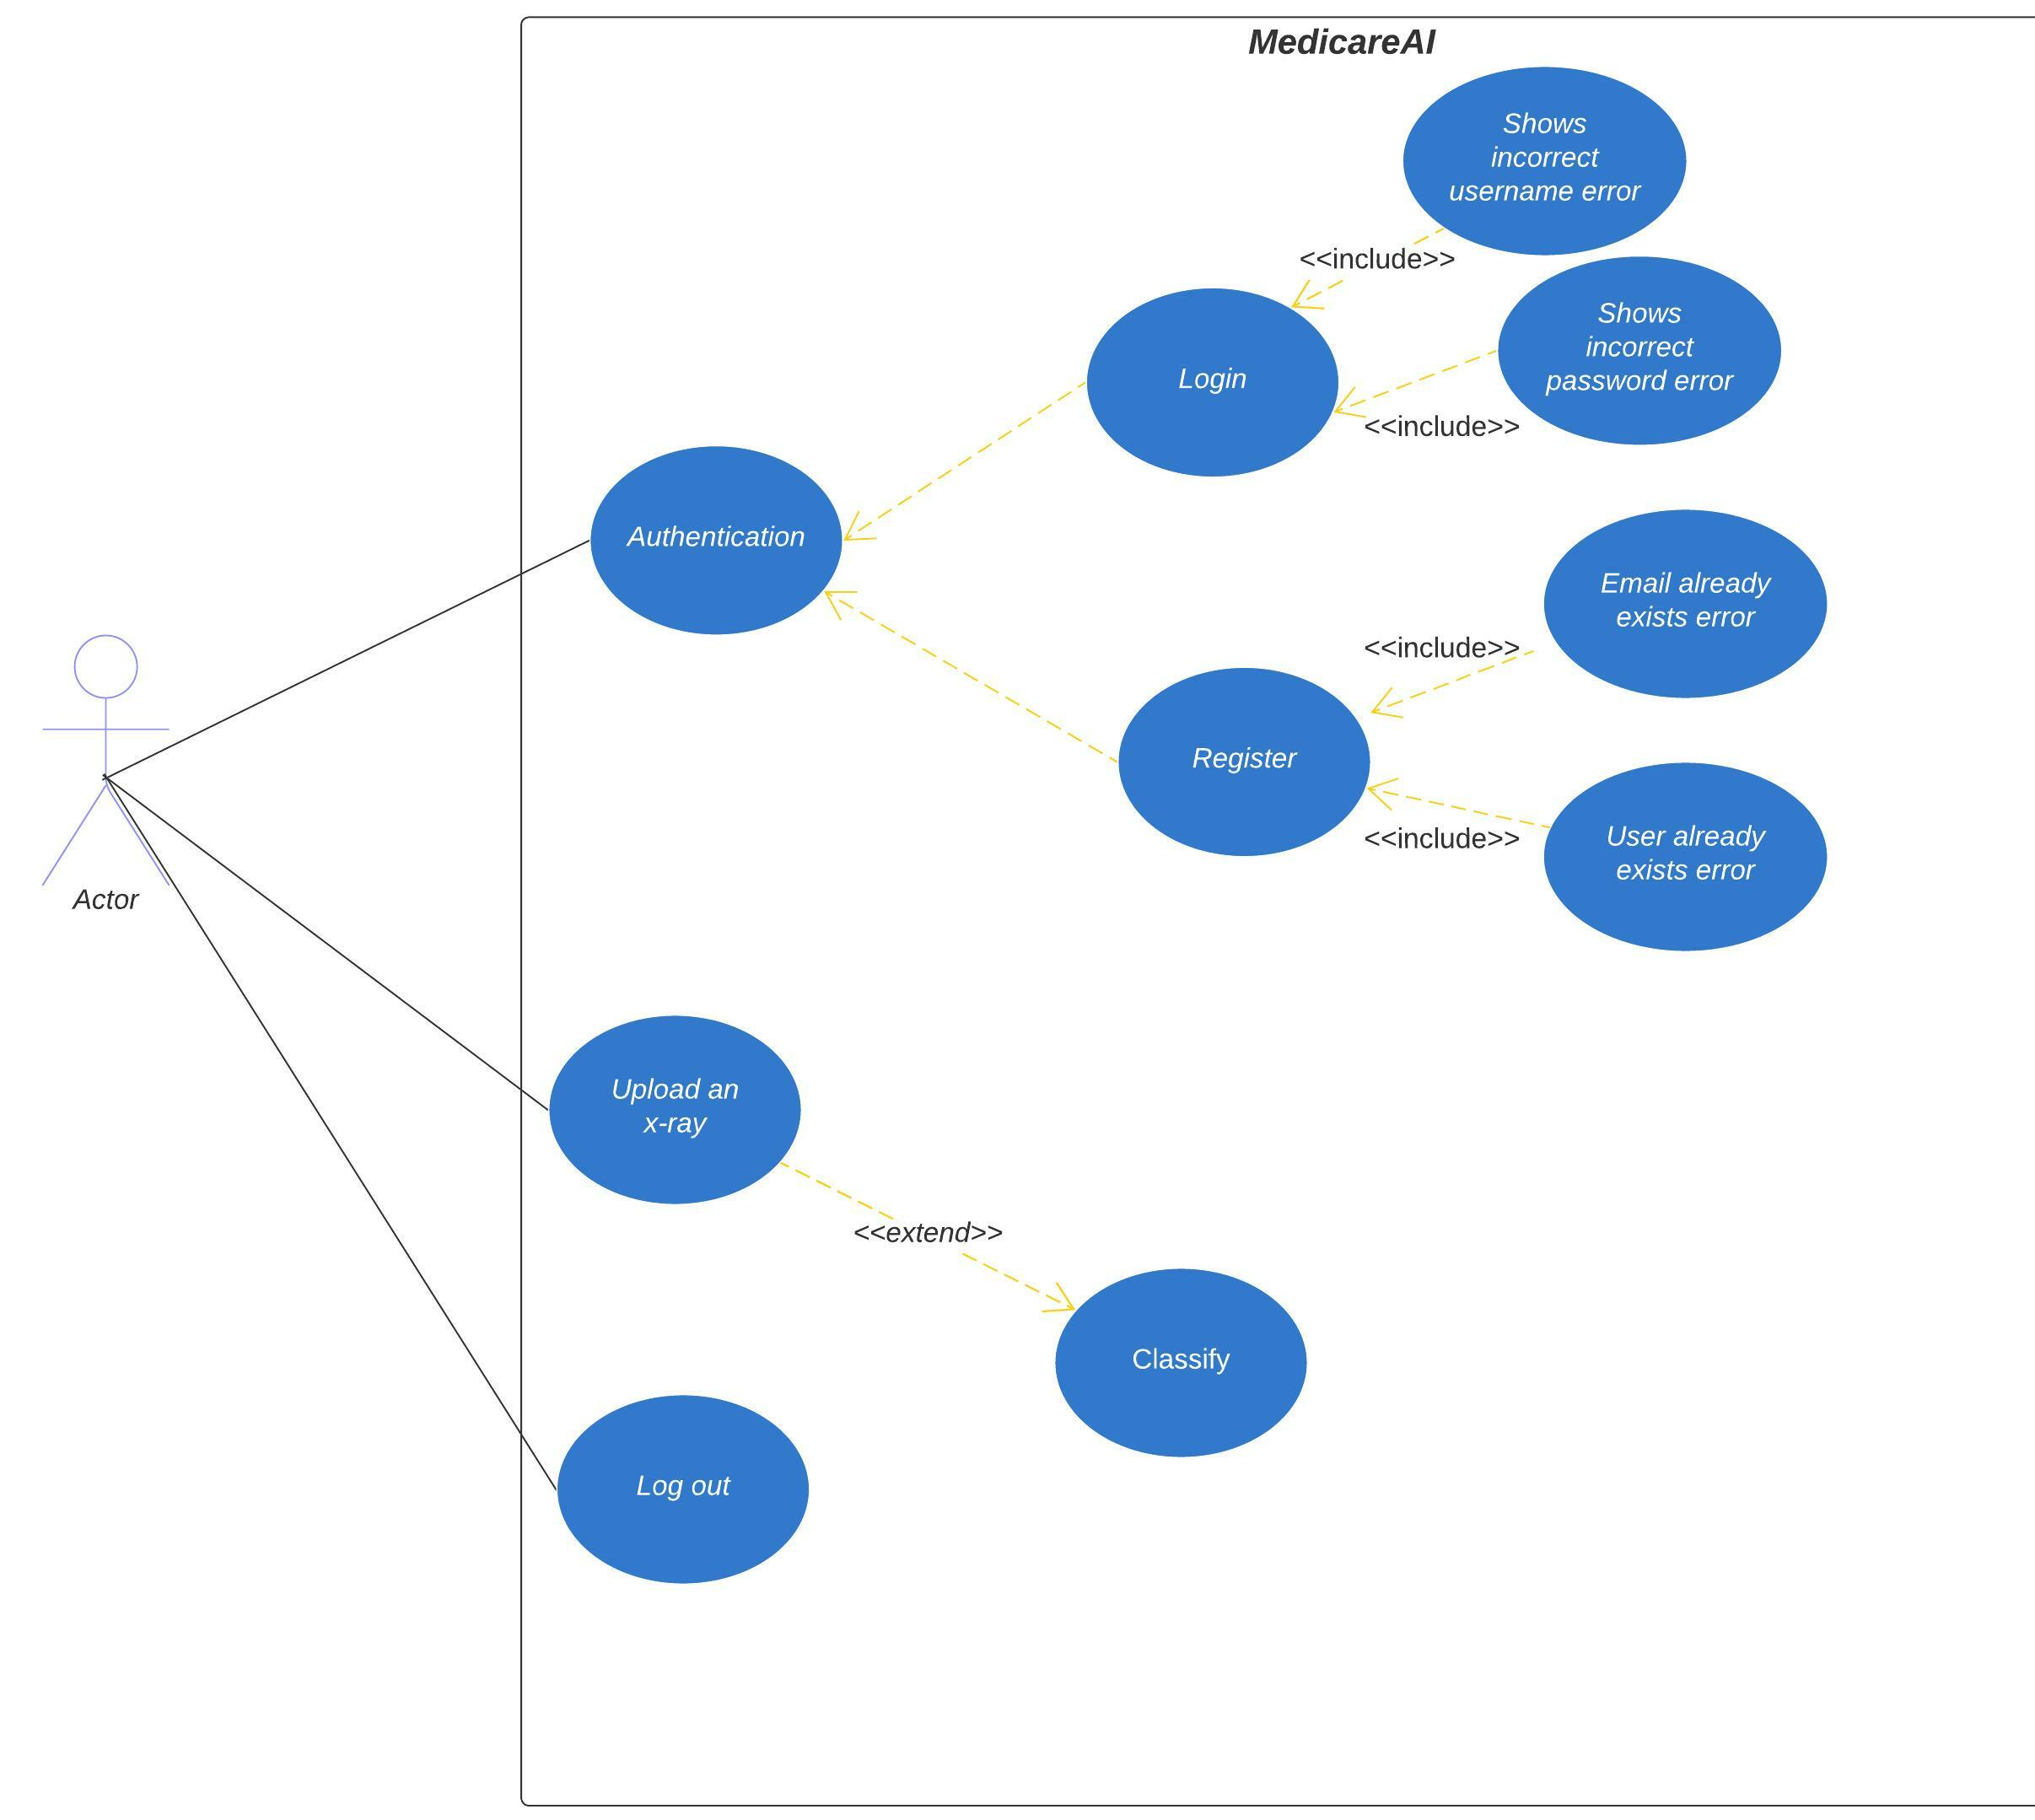 MedicareAI
Shows
incorrect
username error
<<include>>
Shows
incorrect
password error
Login
<<include>>
Authentication
Email already
exists error
<<include>>
Register
<<include>>
User already
exists error
Actor
Upload an
x-ray
<<extend>>
Classify
Log out